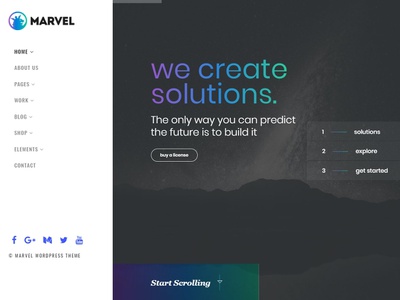 MARVEL
HOME
ABOUT US
PAGES
WORK
BLOG
SHOP
ELEMENTS
CONTACT
© MARVEL WORDPRESS THEME
we create
solutions.
The only way you can predict
the future is to build it
buy a license
1 solutions
2 explore
3 get started
Start Scrolling